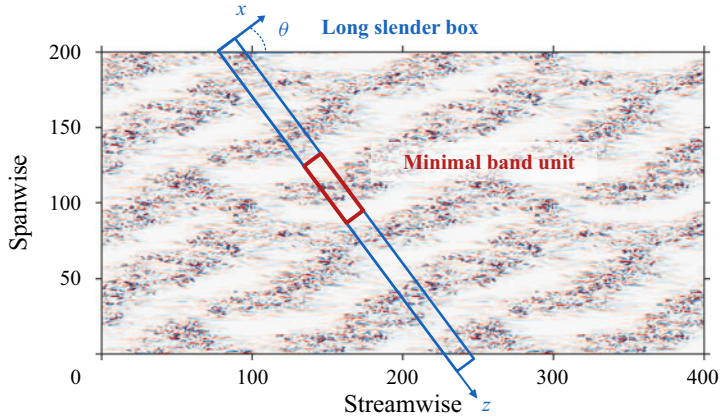 x
θ
Long slender box
200
150
Minimal band unit
100
50
0
100
200
300
400
Spanwise
Streamwise
z